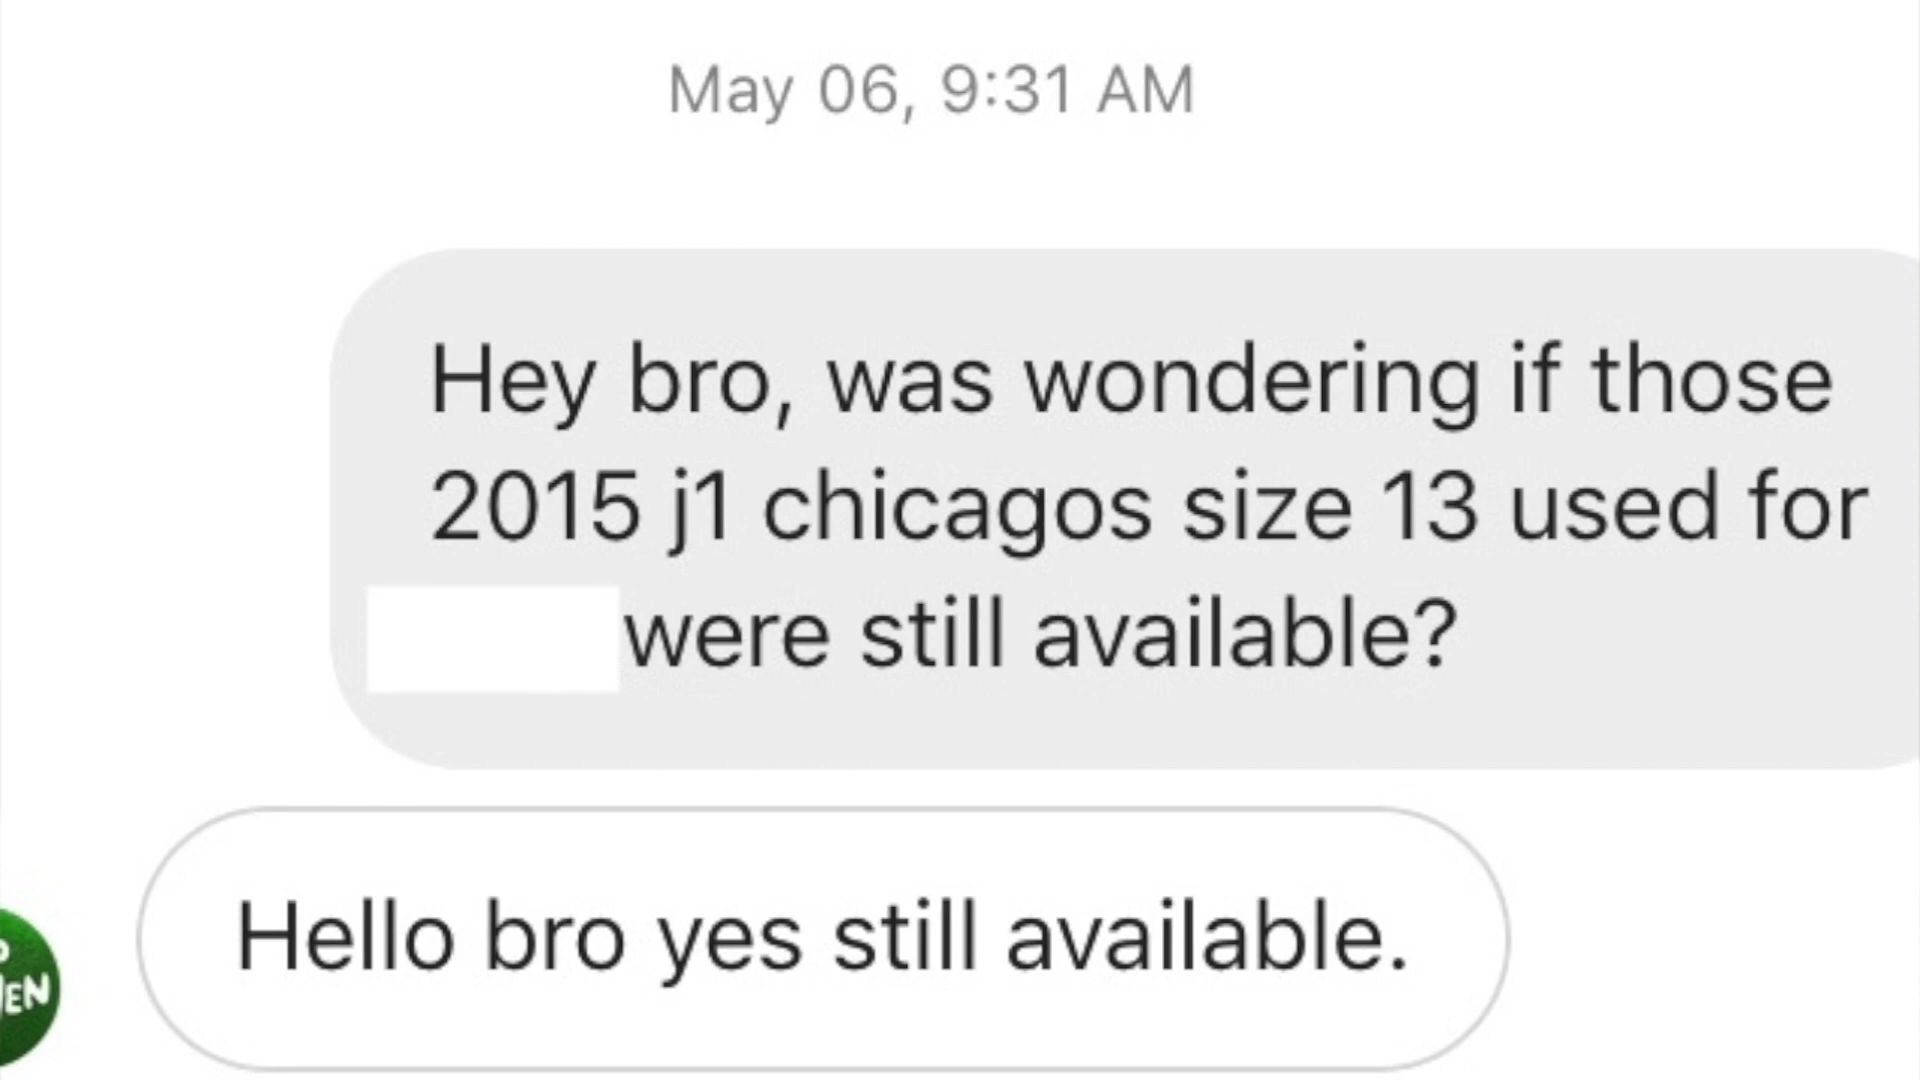 May 06, 9:31 AM
Hey bro, was wondering if those
2015 j1 chicagos size 13 used for
were still available?
Hello bro yes still available.